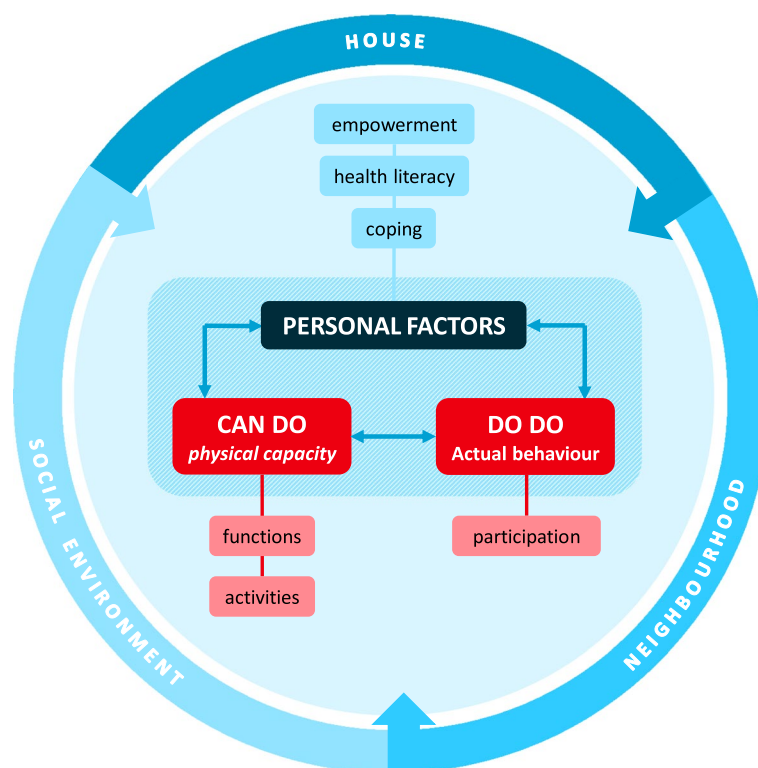 HOUSE
empowerment
health literacy
coping
PERSONAL FACTORS
CAN DO
physical capacity
DO DO
Actual behaviour
functions
activities
participation
SOCIAL ENVIRONMENT
NEIGHBOURHOOD